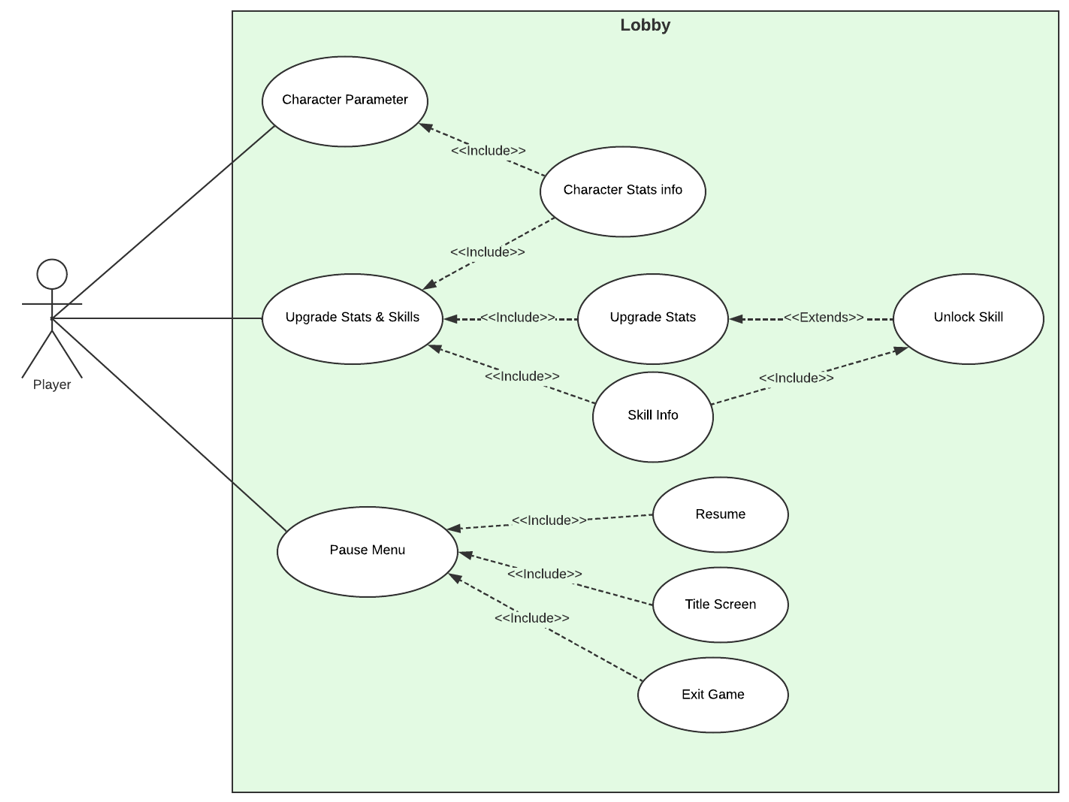 Lobby
Character Parameter
<<Include>>
Character Stats info
<<Include>>
Upgrade Stats & Skills
<<Include>>
Upgrade Stats
<<Extends>>
Unlock Skill
<<Include>>
<<Include>>
Player
Skill Info
Resume
<<Include>>
Pause Menu
<<Include>>
Title Screen
<<Include>>
Exit Game